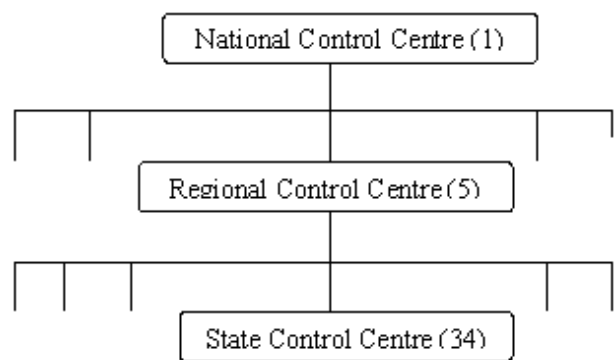 National Control Centre (1)
Regional Control Centre (5)
State Control Centre (34)